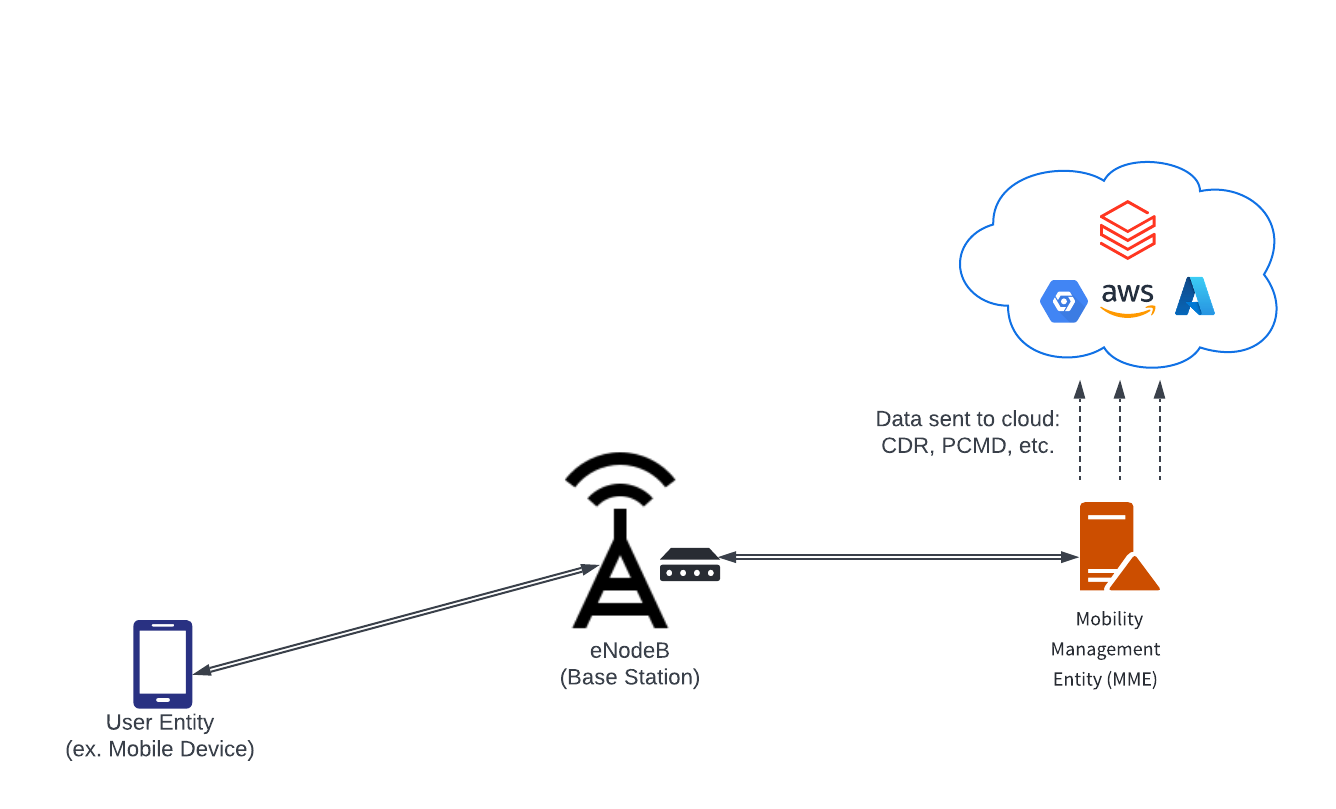 aws
Data sent to cloud:
CDR, PCMD, etc.
eNodeB
(Base Station)
Mobility
Management
Entity (MME)
User Entity
(ex. Mobile Device)